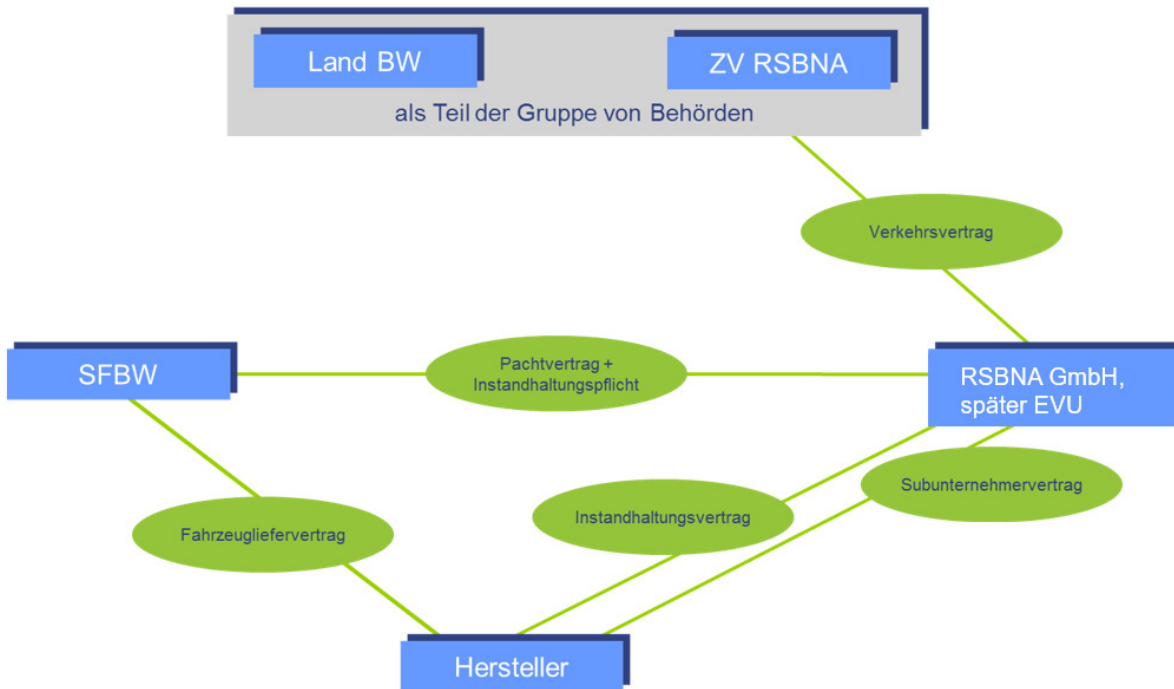 Land BW
ZV RSBNA
als Teil der Gruppe von Behörden
Verkehrsvertrag
SFBW
Pachtvertrag +
Instandhaltungspflicht
RSBNA GmbH,
später EVU
Subunternehmervertrag
Instandhaltungsvertrag
Fahrzeugliefervertrag
Hersteller